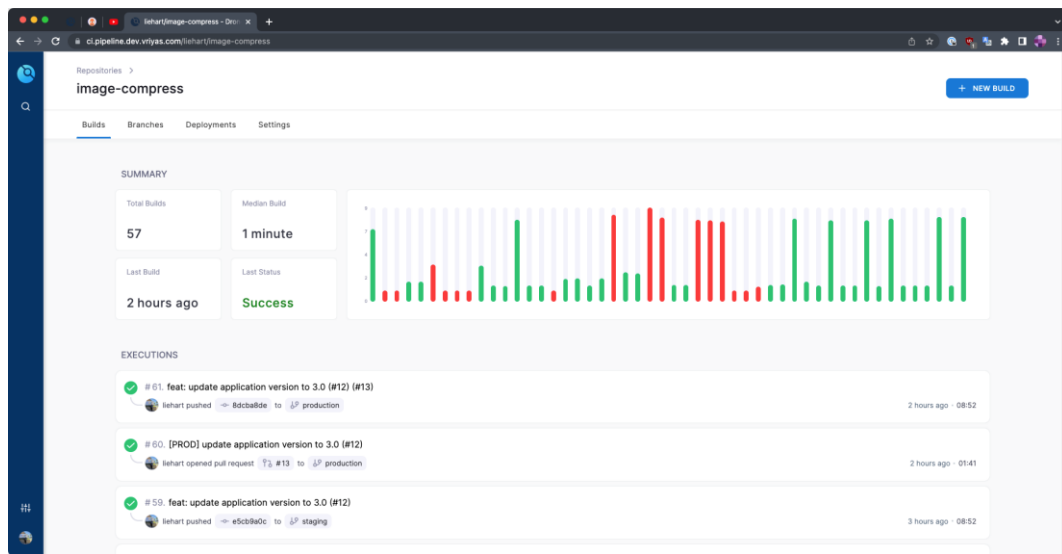 liehart/image-compress - Dron
ci.pipeline.dev.vriyas.com/liehart/image-compress
Repositories >
image-compress
+ NEW BUILD
Builds Branches Deployments Settings
SUMMARY
Total Builds
57
Median Build
1 minute
Last Build
2 hours ago
Last Status
Success
9
7
4
2
0
EXECUTIONS
#61. feat: update application version to 3.0 (#12) (#13)
liehart pushed 8dcba8de to production
2 hours ago · 08:52
#60. [PROD] update application version to 3.0 (#12)
liehart opened pull request #13 to production
2 hours ago · 01:41
#59. feat: update application version to 3.0 (#12)
liehart pushed e5cb9a0c to staging
3 hours ago · 08:52